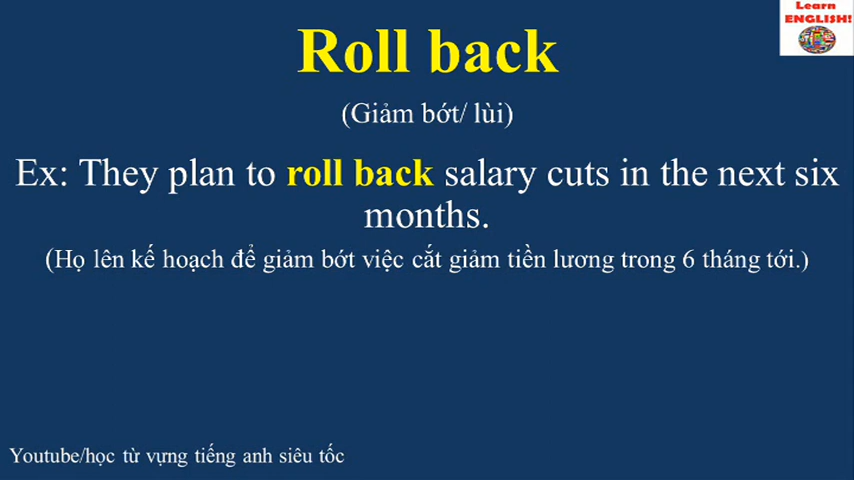 Learn
ENGLISH!
Roll back
(Giảm bớt/ lùi)
Ex: They plan to roll back salary cuts in the next six
months.
(Họ lên kế hoạch để giảm bớt việc cắt giảm tiền lương trong 6 tháng tới.)
Youtube/học từ vựng tiếng anh siêu tốc